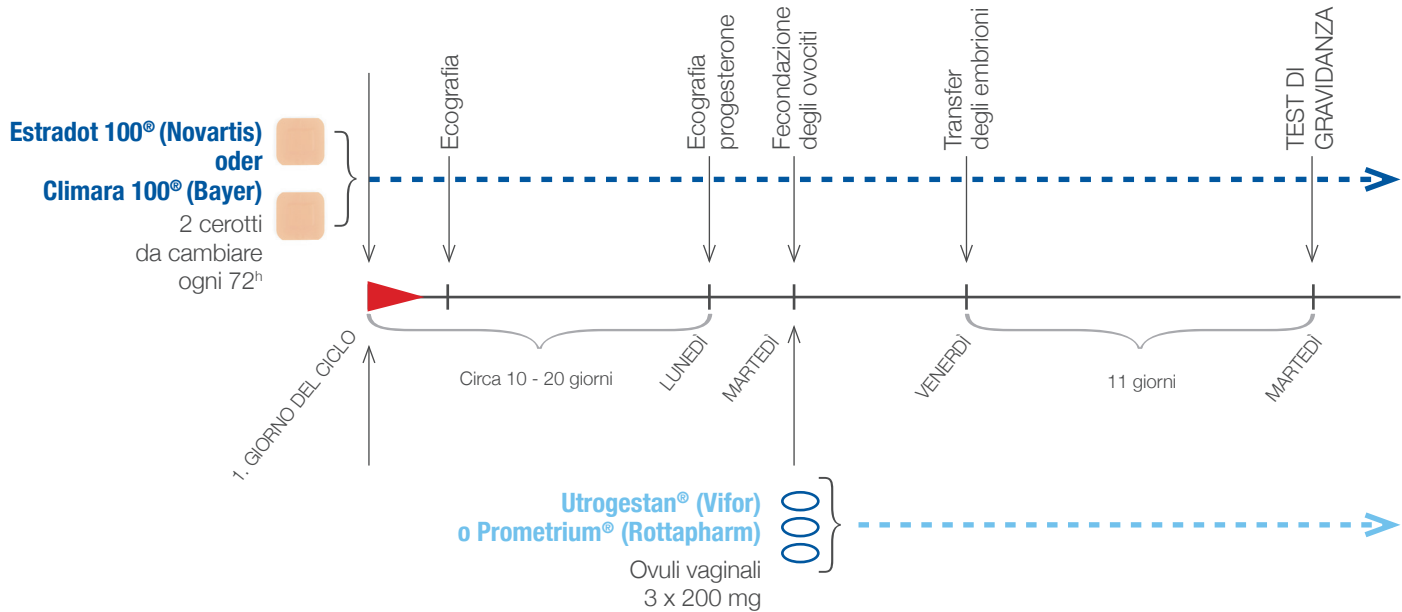 Ecografia
Ecografia
progesterone
Fecondazione
degli ovociti
Transfer
degli embrioni
TEST DI
GRAVIDANZA
Estradot 100® (Novartis)
oder
Climara 100® (Bayer)
2 cerotti
da cambiare
ogni 72h
1. GIORNO DEL CICLO
Circa 10 - 20 giorni
LUNEDÌ
MARTEDÌ
VENERDÌ
11 giorni
MARTEDÌ
Utrogestan® (Vifor)
o Prometrium® (Rottapharm)
Ovuli vaginali
3 x 200 mg